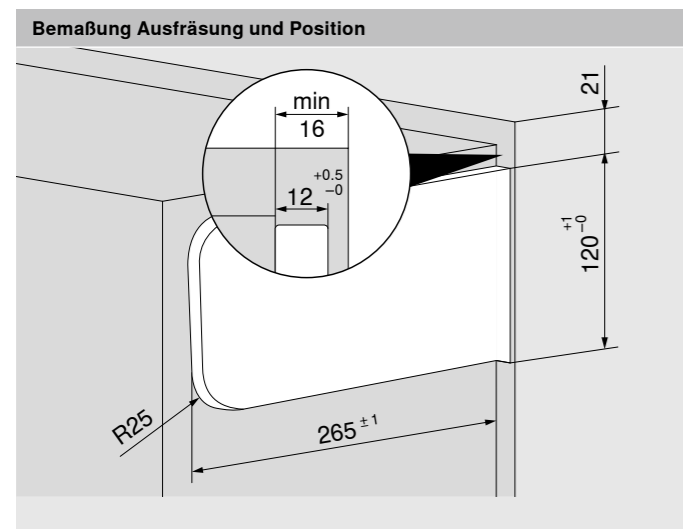 Bemaßung Ausfräsung und Position
min
16
+0.5
-0
12
21
+1
-0
120
R25
265 ± 1